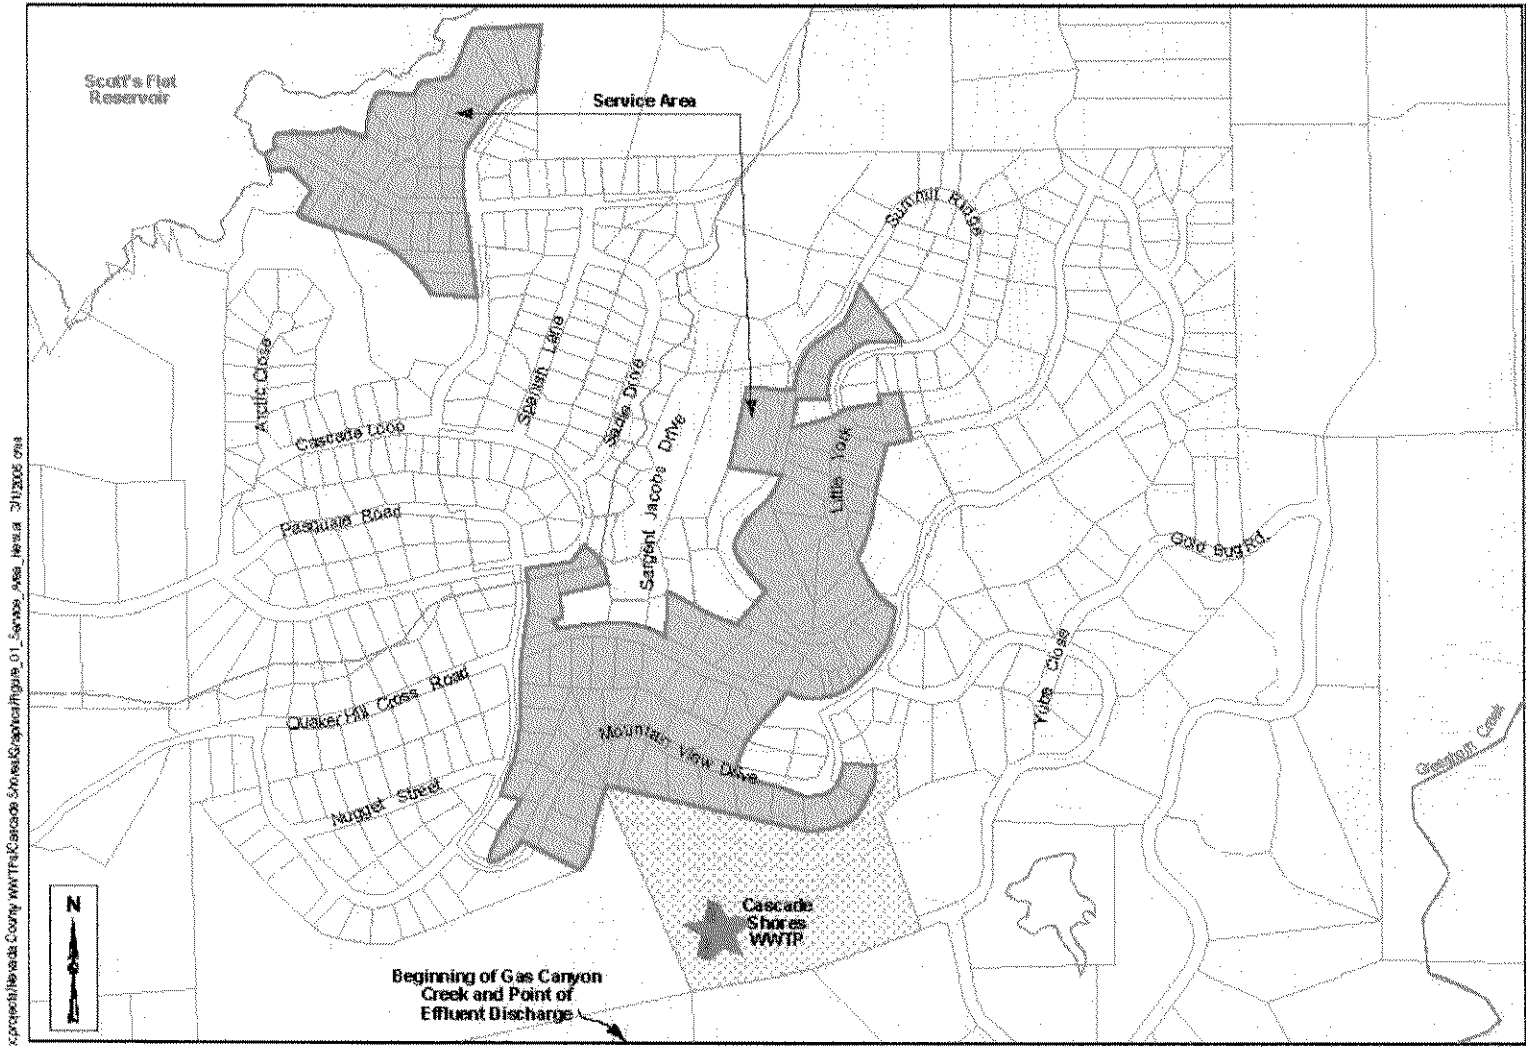 Scott's Flat
Reservoir
Service Area
Summit Ridge
Arctic Close
Spanish Lane
Sadie Drive
Cascade Loop
Sargent Jacobs Drive
Little York
Pasquale Road
Gold Bug Rd.
Yuba Close
Quaker Hill Cross Road
Mountain View Drive
Nugget Street
Greenhorn Creek
N
Cascade
Shores
WWTP
Beginning of Gas Canyon
Creek and Point of
Effluent Discharge